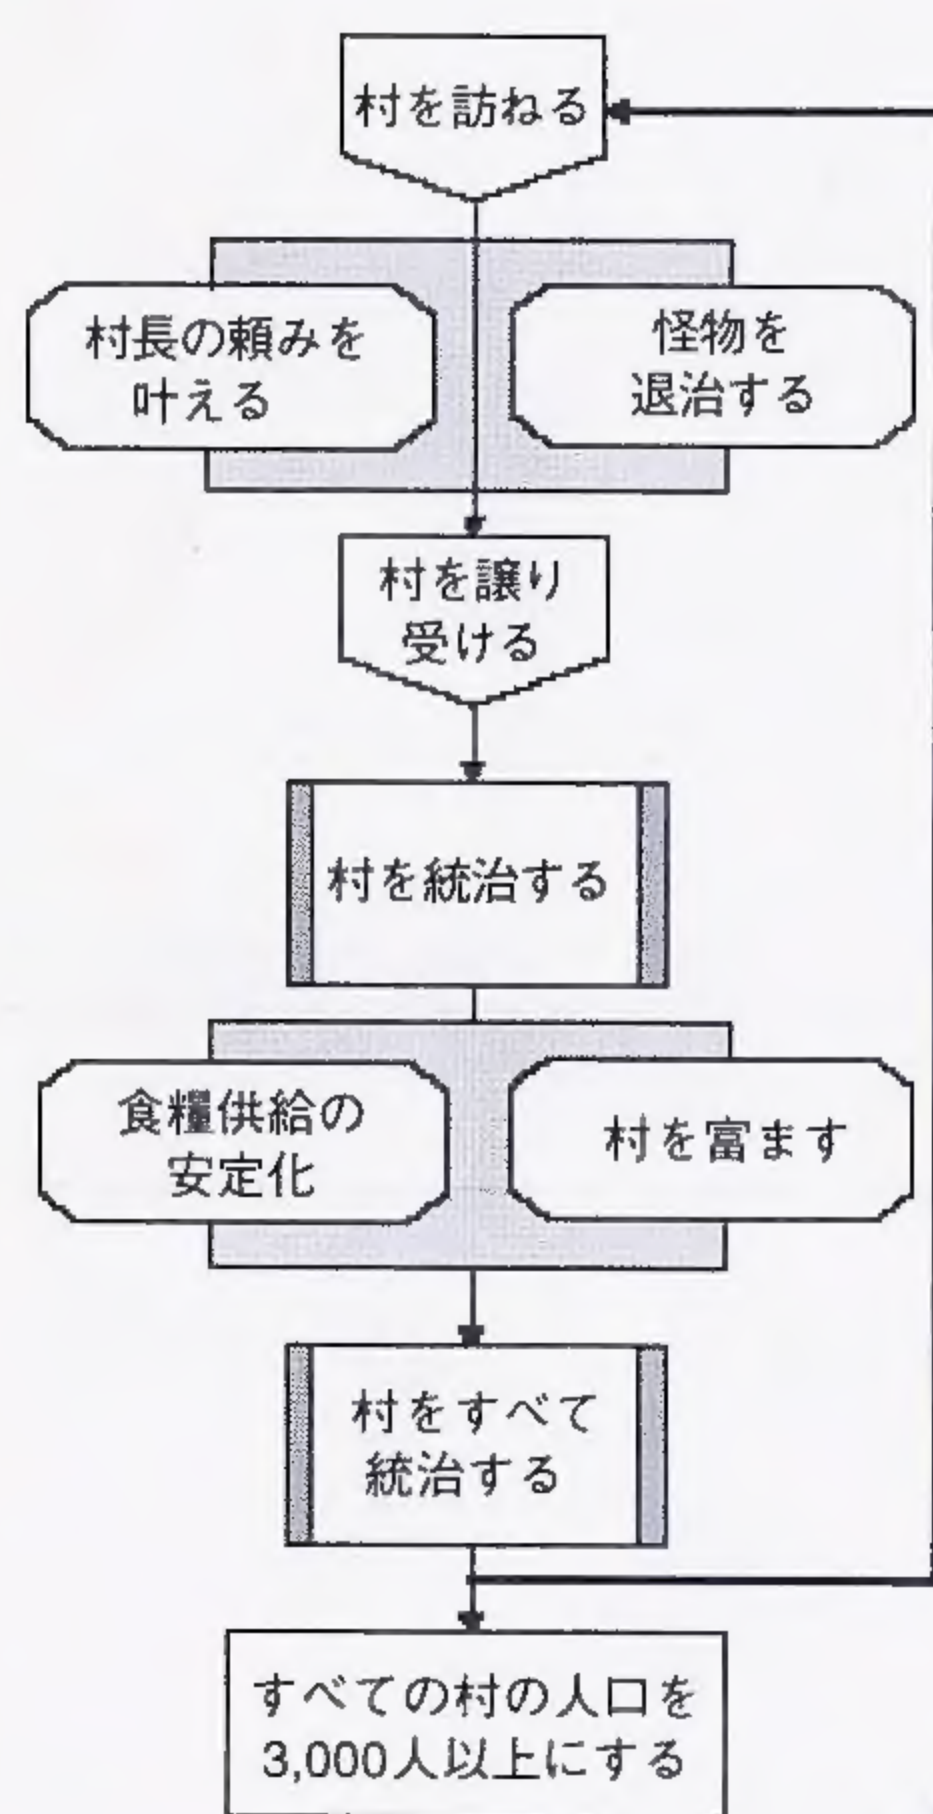 村を訪ねる
村長の頼みを
叶える
怪物を
退治する
村を譲り
受ける
村を統治する
食糧供給の
安定化
村を富ます
村をすべて
統治する
すべての村の人口を
3,000人以上にする